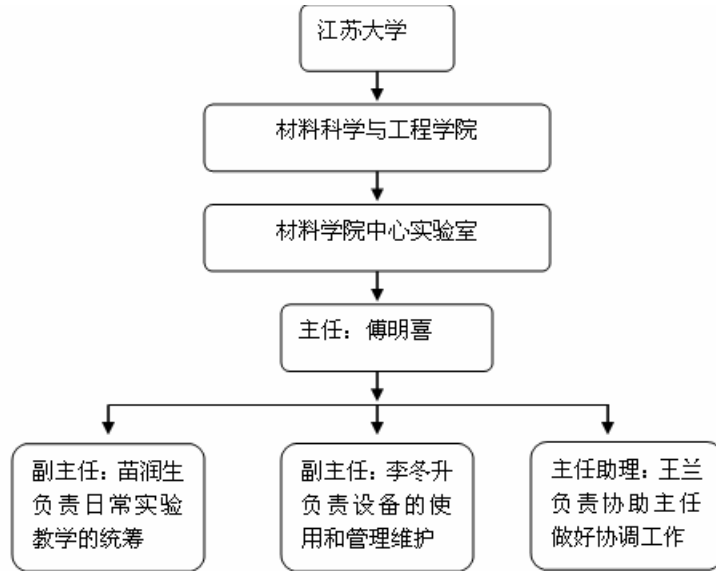 江苏大学
材料科学与工程学院
材料学院中心实验室
主任：傅明喜
副主任：苗润生
负责日常实验
教学的统筹
副主任：李冬升
负责设备的使
用和管理维护
主任助理：王兰
负责协助主任
做好协调工作